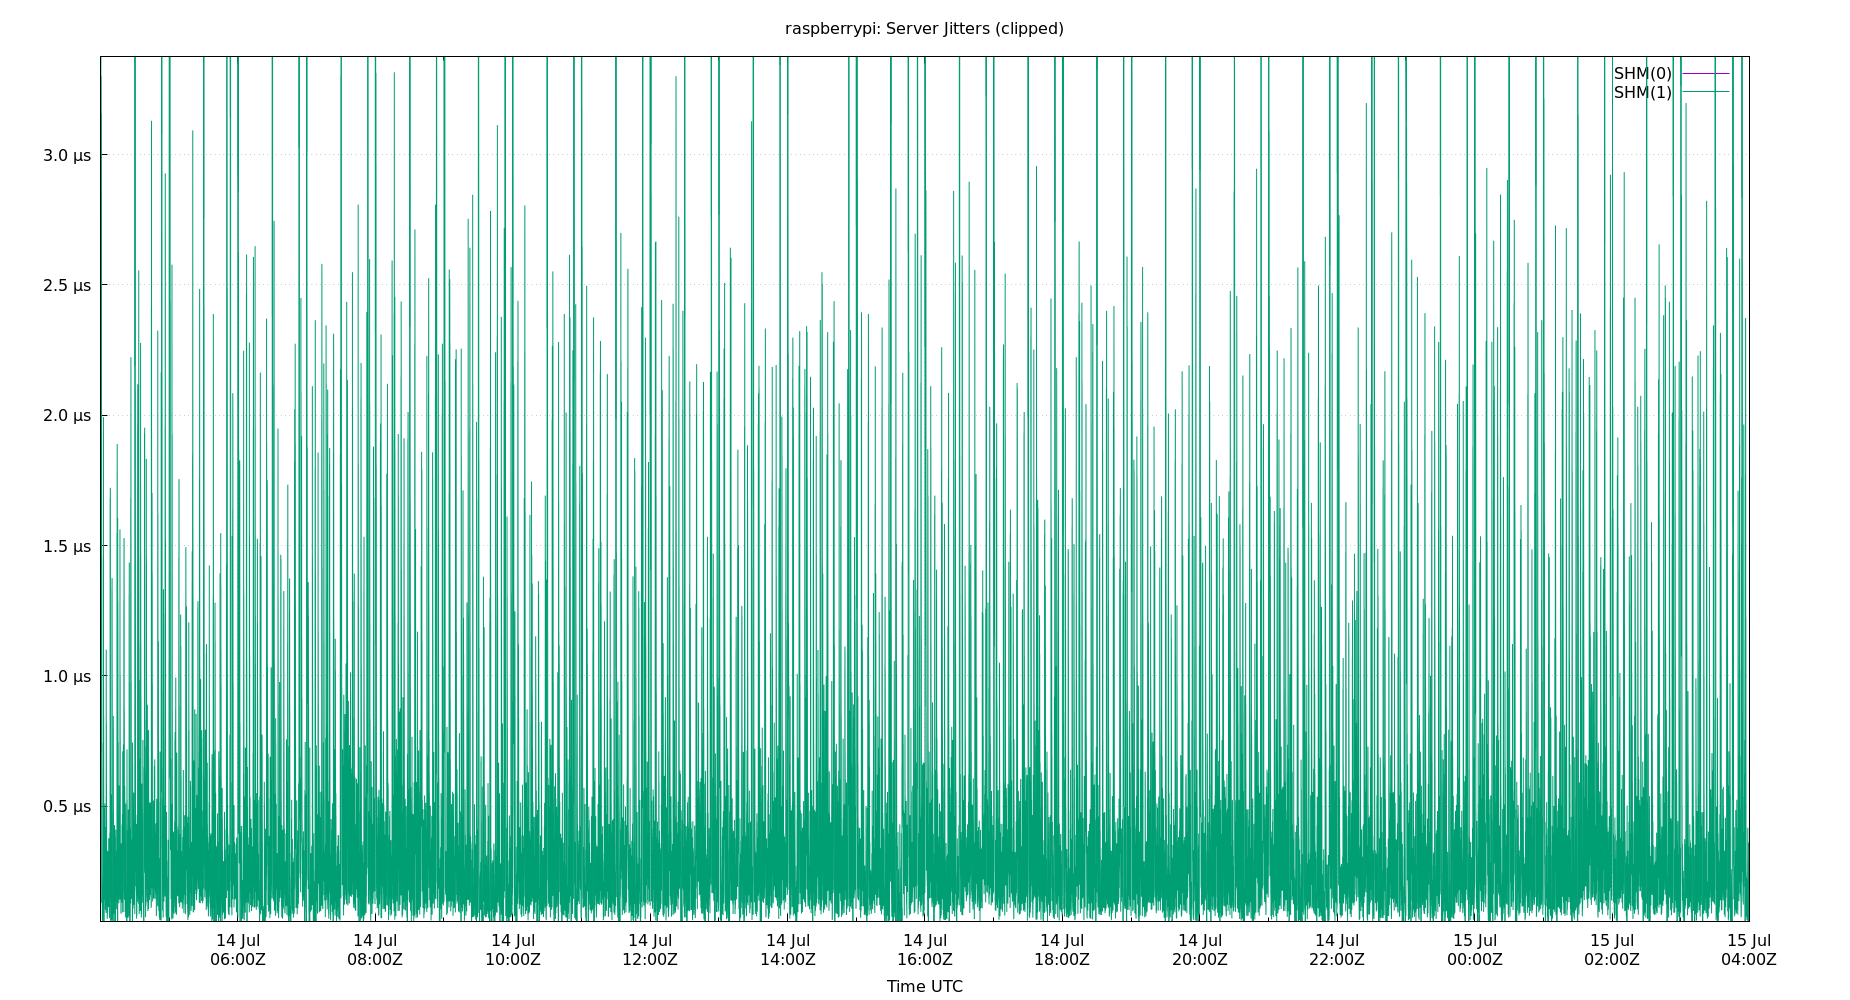 raspberrypi: Server Jitters (clipped)
SHM(0)
SHM(1)
3.0 µs
2.5 µs
2.0 µs
1.5 µs
1.0 µs
0.5 µs
14 Jul 14 Jul 14 Jul 14 Jul 14 Jul 14 Jul 14 Jul 14 Jul 14 Jul 15 Jul 15 Jul 15 Jul
06:00Z 08:00Z 10:00Z 12:00Z 14:00Z 16:00Z 18:00Z 20:00Z 22:00Z 00:00Z 02:00Z 04:00Z
Time UTC